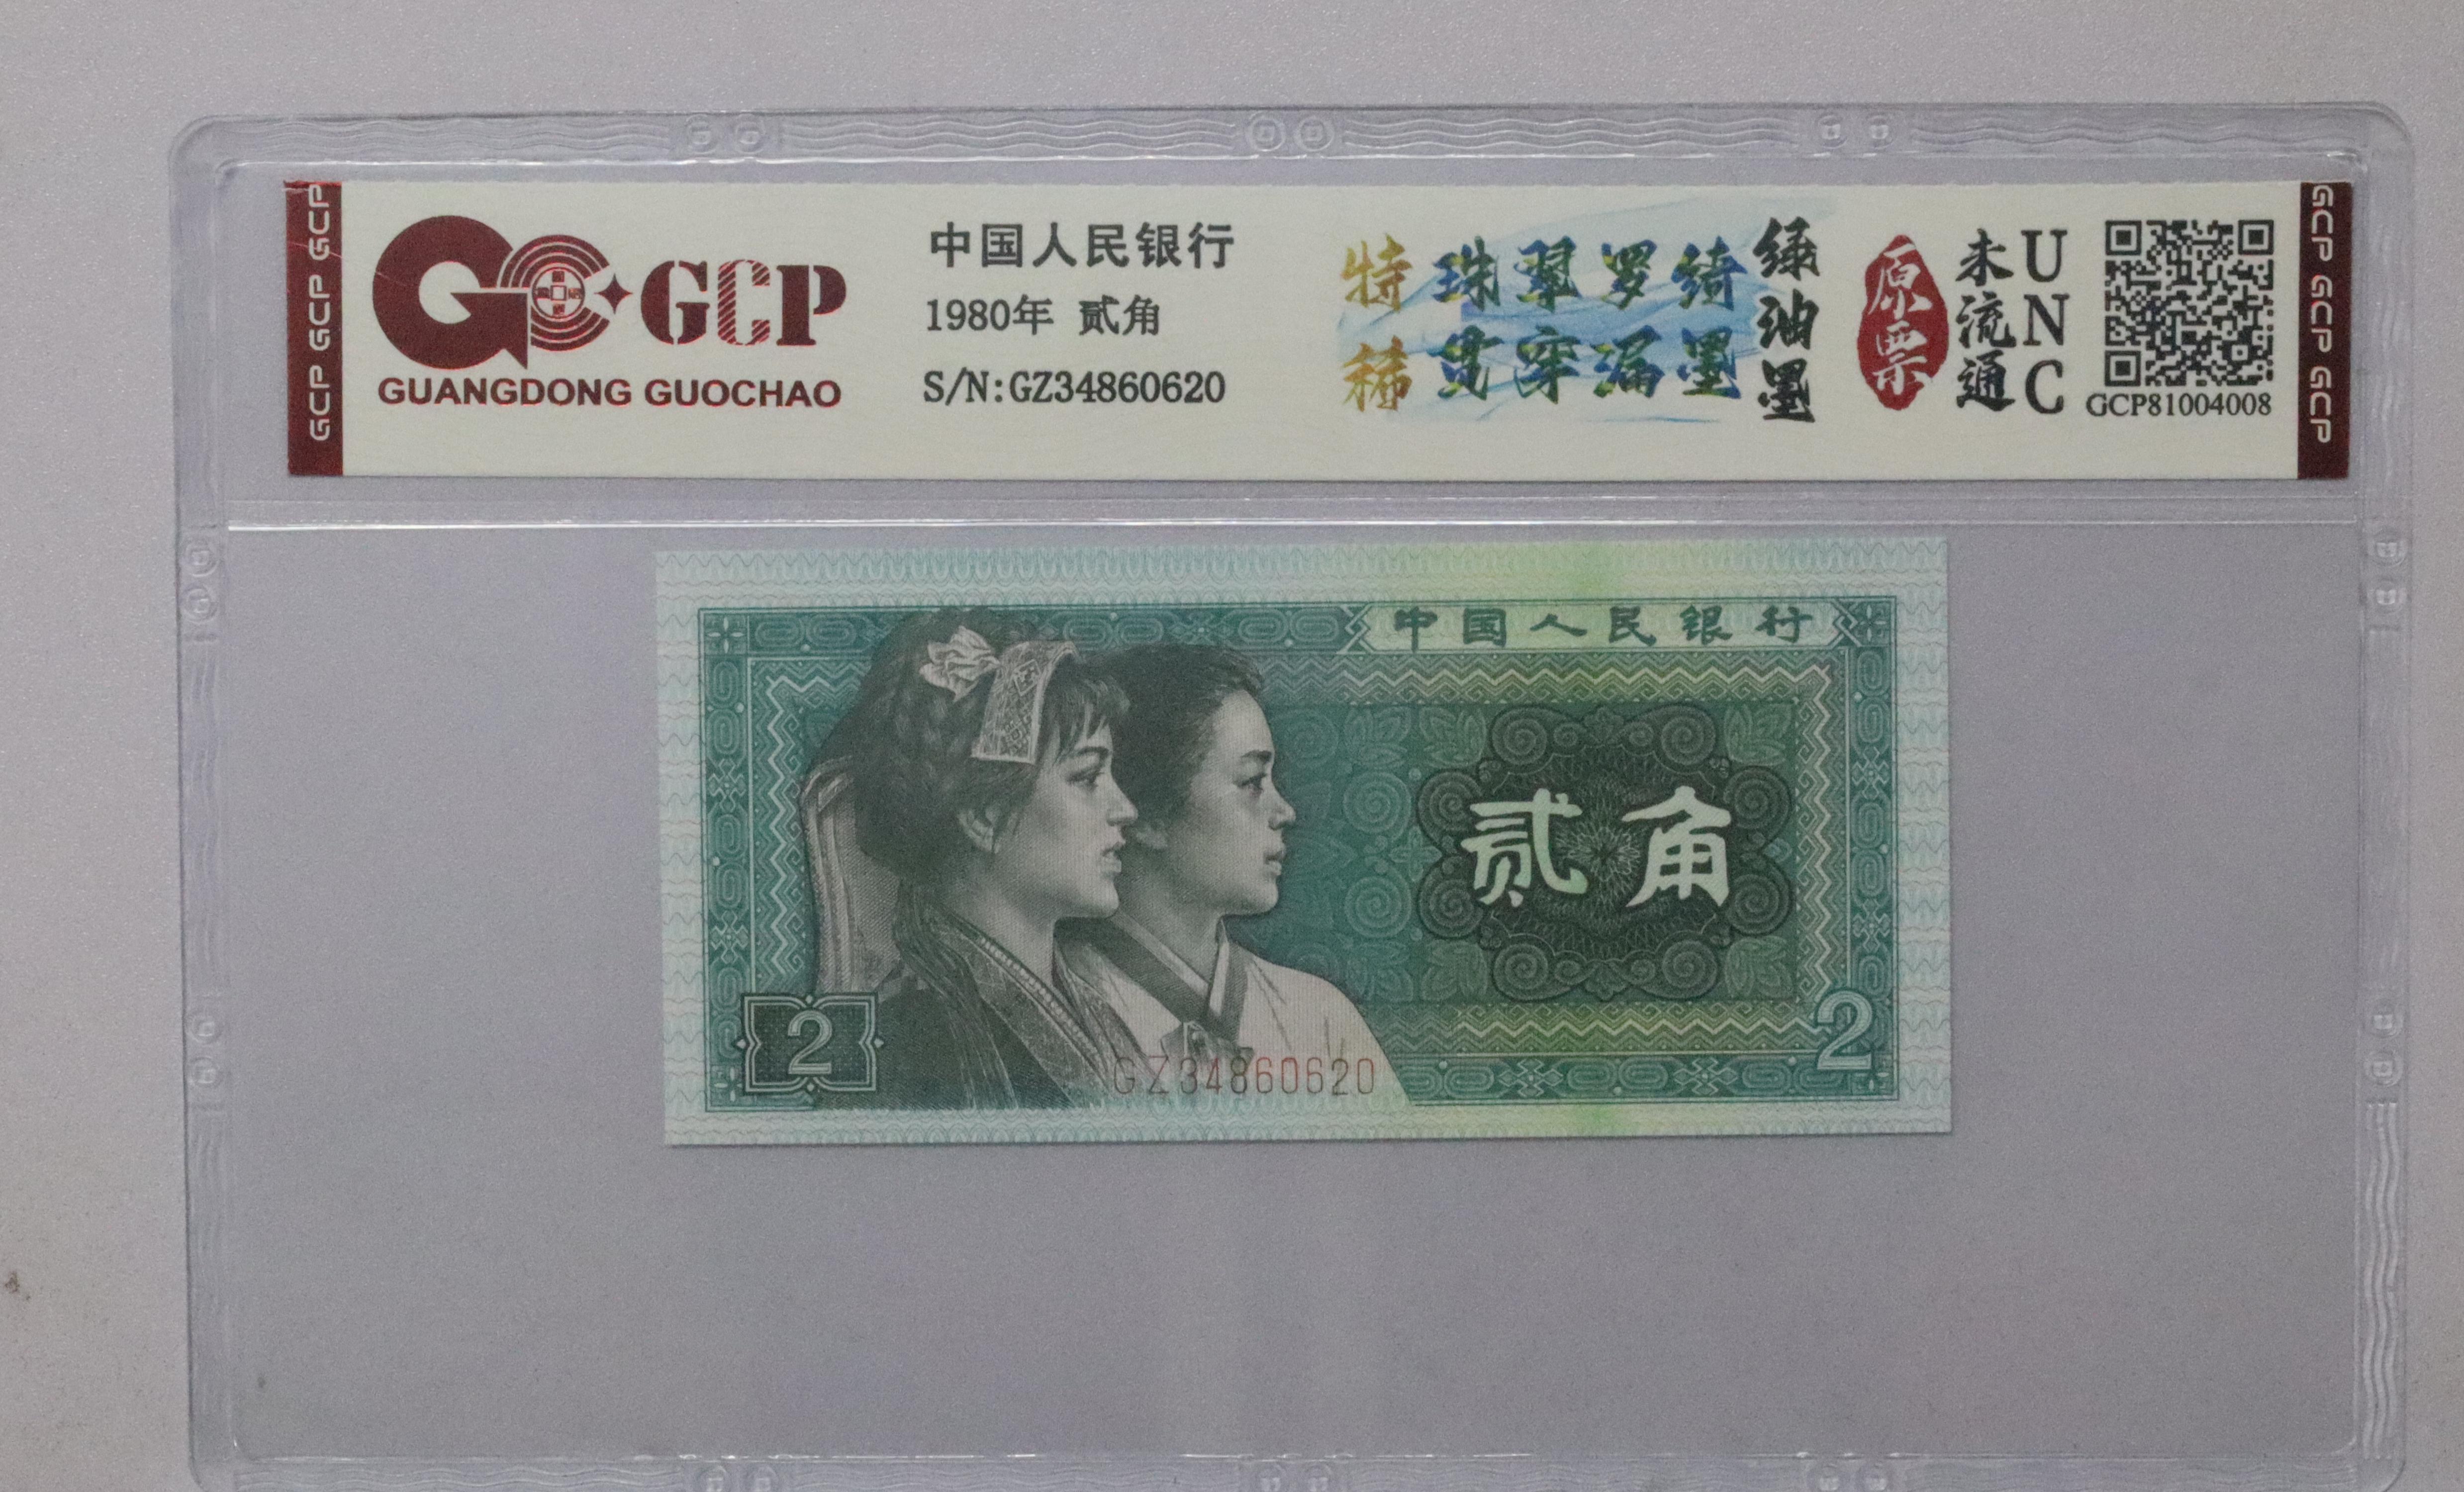 GCP GCP GCP
GCP
GUANGDONG GUOCHAO
中国人民银行
1980年 贰角
S/N:GZ34860620
特稀
珠翠罗绮
贯穿漏墨
绿油墨
原票
未流通
UNC
GCP81004008
GCP GCP GCP
中国人民银行
贰角
2
GZ34860620
2